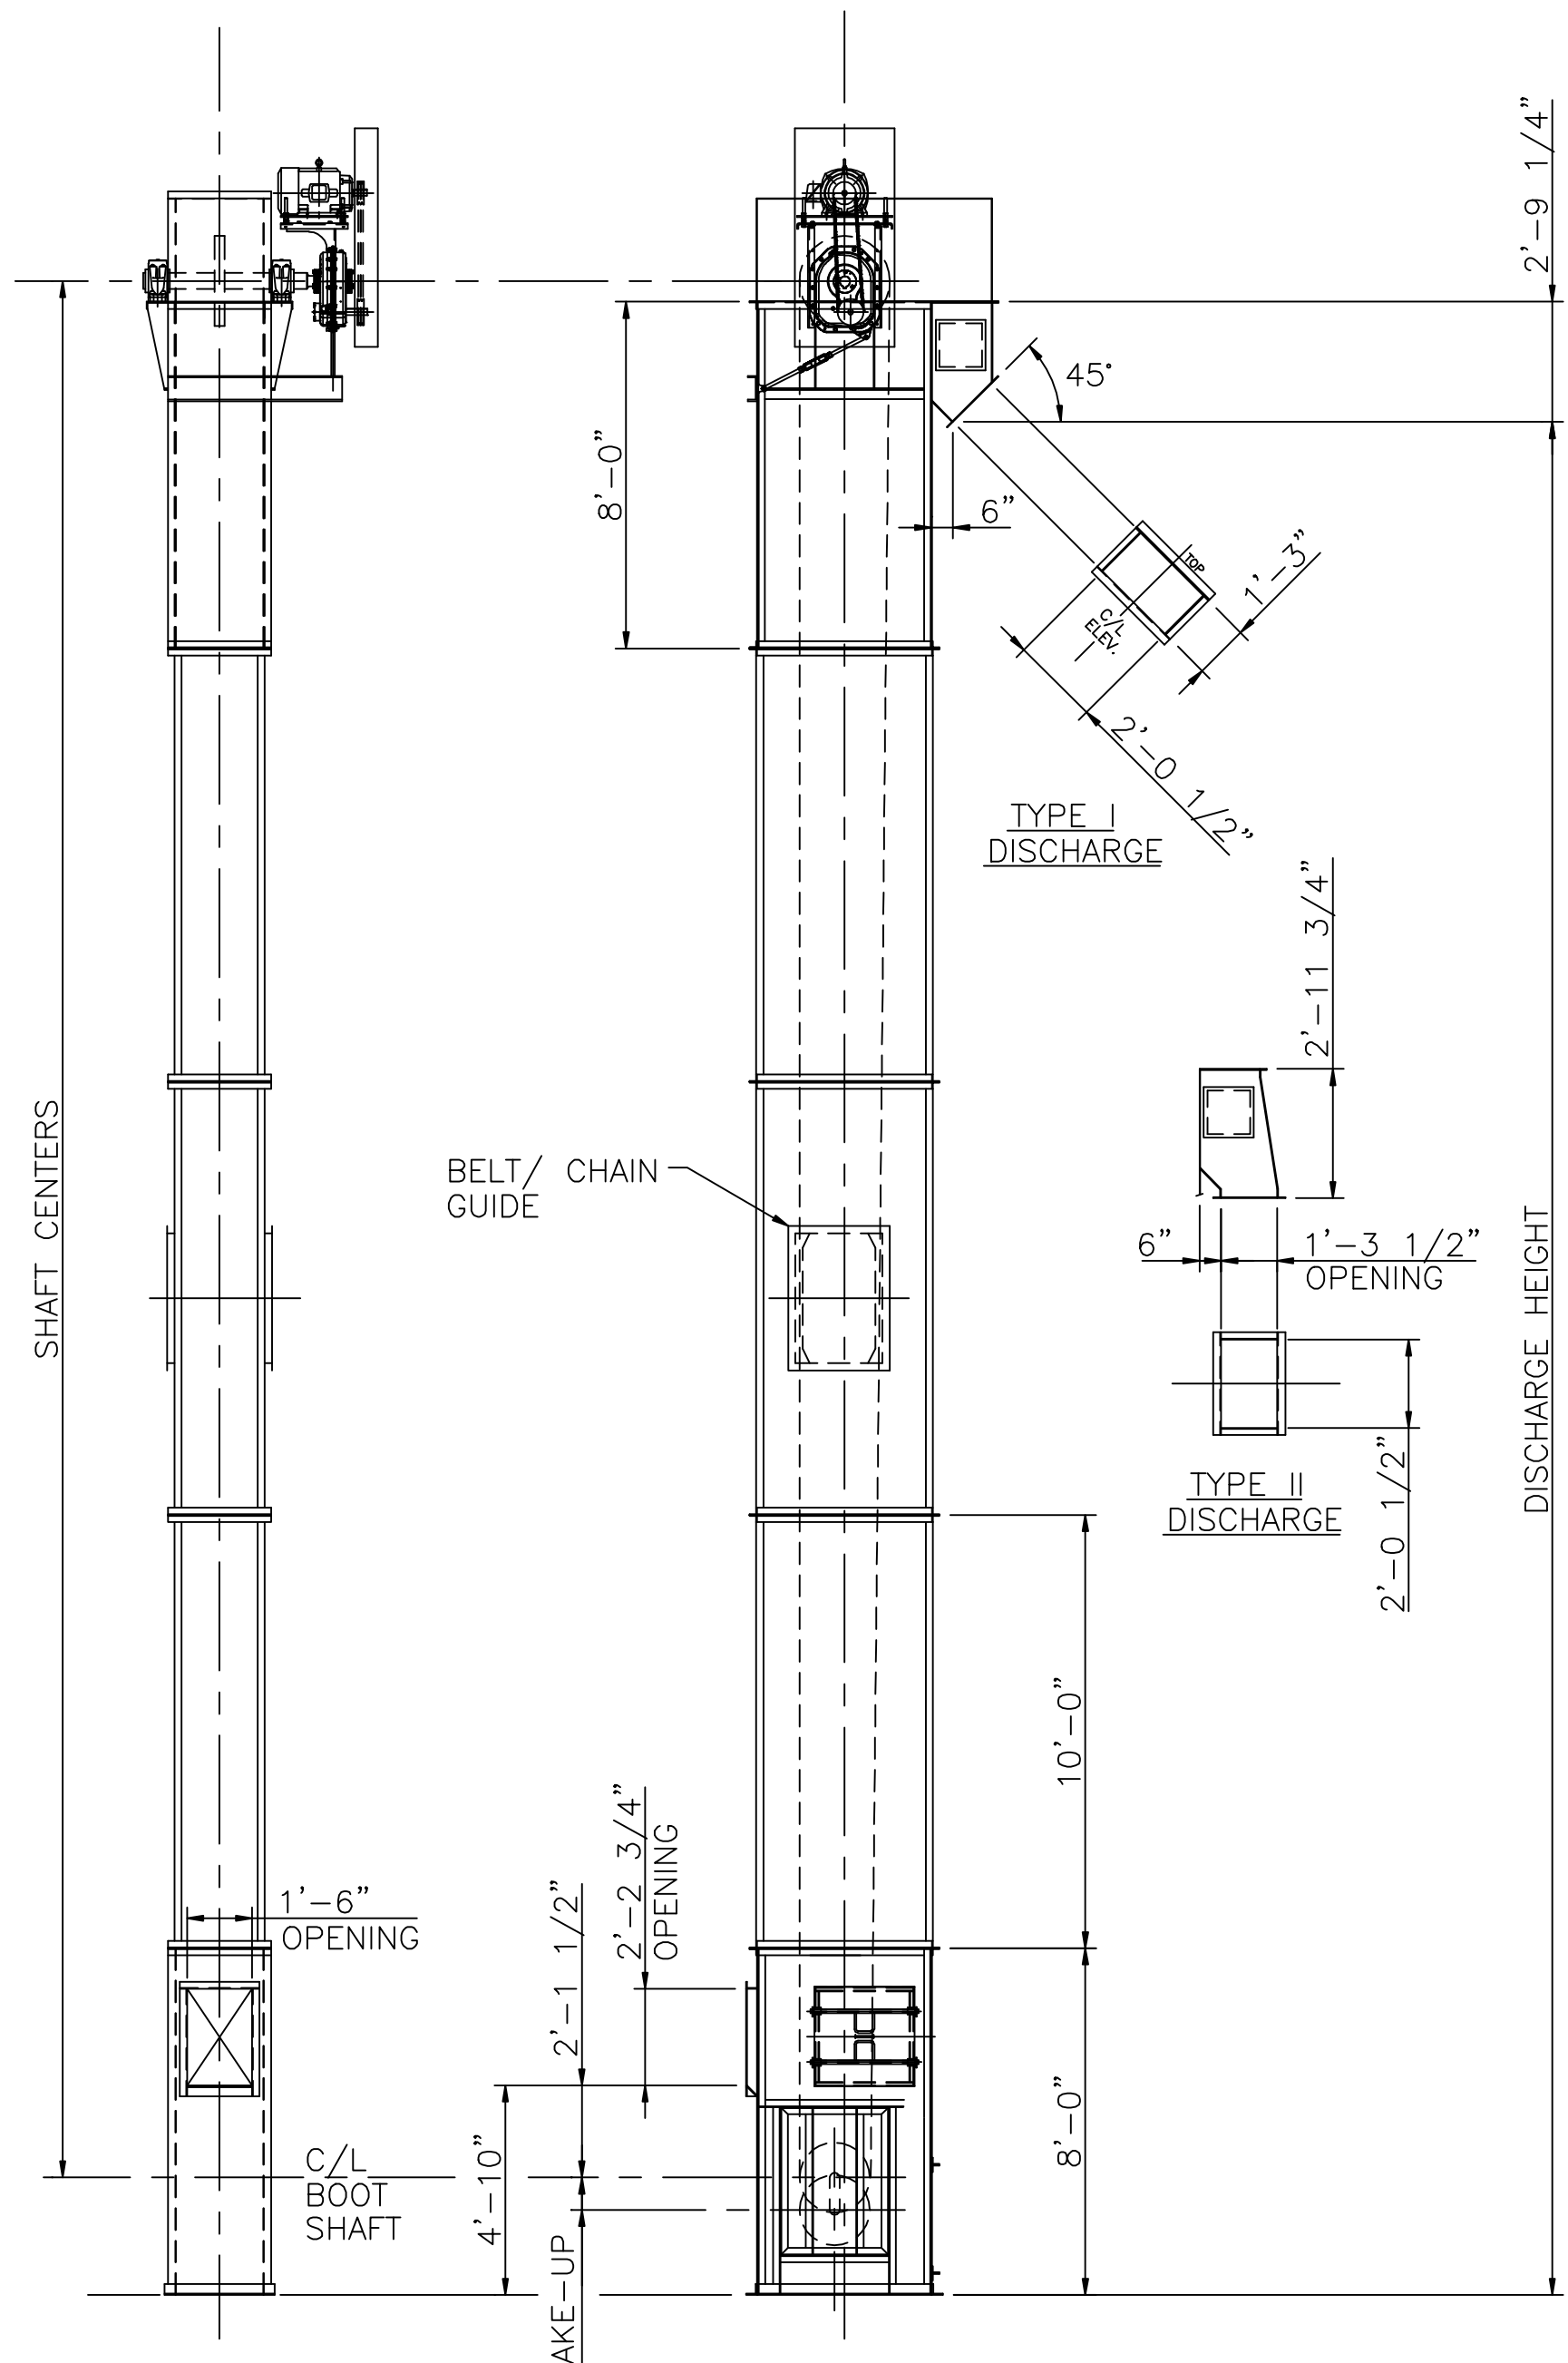 2'-9 1/4"
45°
8'-0"
6"
TOP
1'-3"
C/L
ELEV.
2'-0 1/2"
TYPE I
DISCHARGE
2'-11 3/4"
SHAFT CENTERS
BELT/ CHAIN
GUIDE
6"
1'-3 1/2"
OPENING
DISCHARGE HEIGHT
TYPE II
DISCHARGE
2'-0 1/2"
10'-0"
1'-6"
OPENING
2'-1 1/2"
2'-2 3/4"
OPENING
C/L
BOOT
SHAFT
4'-10"
8'-0"
AKE-UP